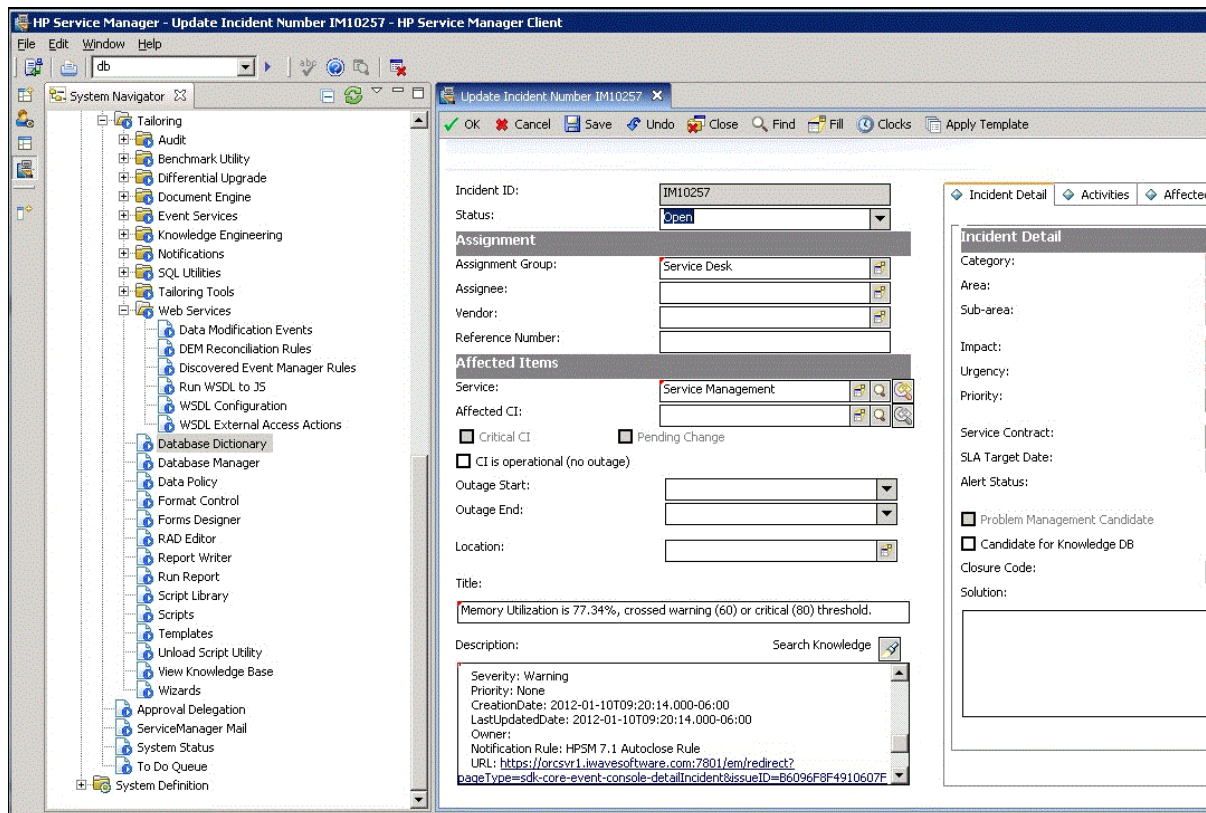 HP Service Manager - Update Incident Number IM10257 - HP Service Manager Client
File Edit Window Help
db
System Navigator
Tailoring
Audit
Benchmark Utility
Differential Upgrade
Document Engine
Event Services
Knowledge Engineering
Notifications
SQL Utilities
Tailoring Tools
Web Services
Data Modification Events
DEM Reconciliation Rules
Discovered Event Manager Rules
Run WSDL to JS
WSDL Configuration
WSDL External Access Actions
Database Dictionary
Database Manager
Data Policy
Format Control
Forms Designer
RAD Editor
Report Writer
Run Report
Script Library
Scripts
Templates
Unload Script Utility
View Knowledge Base
Wizards
Approval Delegation
ServiceManager Mail
System Status
To Do Queue
System Definition
Update Incident Number IM10257
OK Cancel Save Undo Close Find Fill Clocks Apply Template
Incident ID: IM10257
Status: Open
Assignment
Assignment Group: Service Desk
Assignee:
Vendor:
Reference Number:
Affected Items
Service: Service Management
Affected CI:
Critical CI Pending Change
CI is operational (no outage)
Outage Start:
Outage End:
Location:
Title:
Memory Utilization is 77.34%, crossed warning (60) or critical (80) threshold.
Description: Search Knowledge
Severity: Warning
Priority: None
CreationDate: 2012-01-10T09:20:14.000-06:00
LastUpdatedDate: 2012-01-10T09:20:14.000-06:00
Owner:
Notification Rule: HPSM 7.1 Autoclose Rule
URL: https://orcsvr1.iwavesoftware.com:7801/em/redirect?
pageType=sdk-core-event-console-detailIncident&issueID=B6096F8F4910607F
Incident Detail Activities Affected
Incident Detail
Category:
Area:
Sub-area:
Impact:
Urgency:
Priority:
Service Contract:
SLA Target Date:
Alert Status:
Problem Management Candidate
Candidate for Knowledge DB
Closure Code:
Solution: